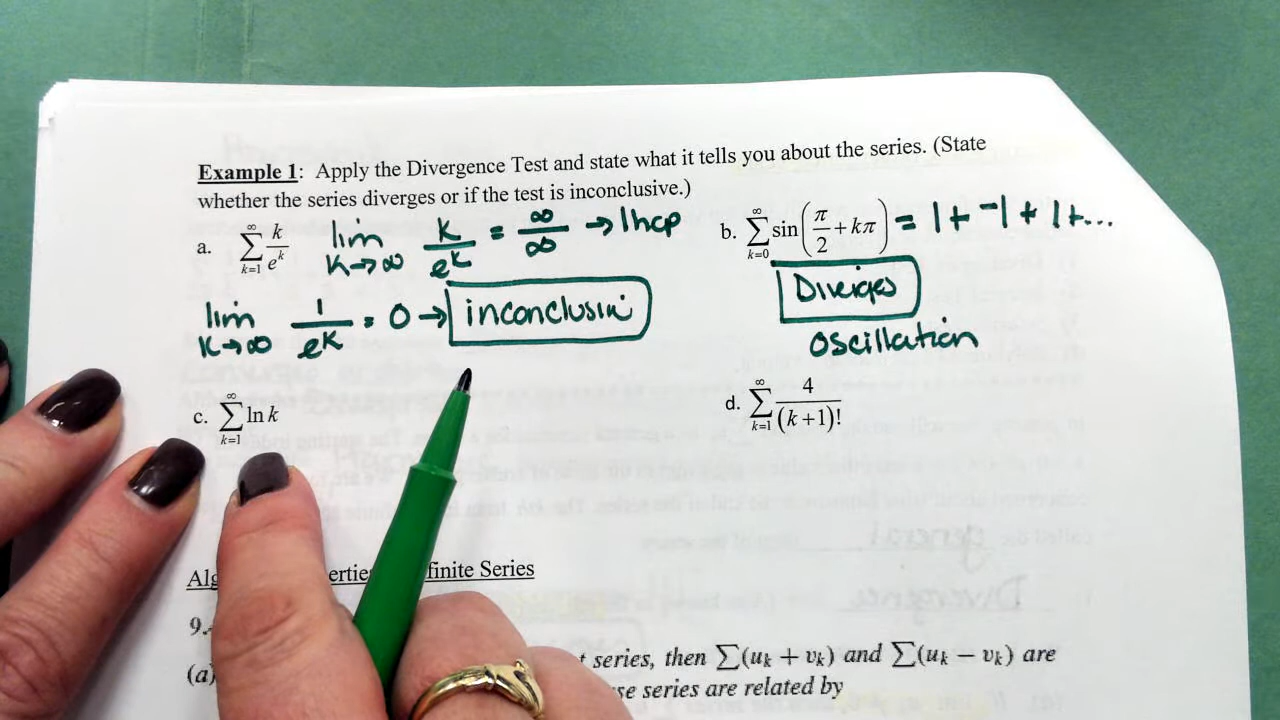 Example 1: Apply the Divergence Test and state what it tells you about the series. (State
whether the series diverges or if the test is inconclusive.)
a. ∑_{k=1}^{∞} k/e^k lim_{k→∞} k/e^k = ∞/∞ → lhop
lim_{k→∞} 1/e^k = 0 → inconclusiv
b. ∑_{k=0}^{∞} sin(π/2 + kπ) = 1 + -1 + 1 + ...
Diverges
oscillation
c. ∑_{k=1}^{∞} ln k
d. ∑_{k=1}^{∞} 4/(k+1)!
Alg finite Series
9.
(a) series, then ∑(u_k + v_k) and ∑(u_k − v_k) are
series are related by